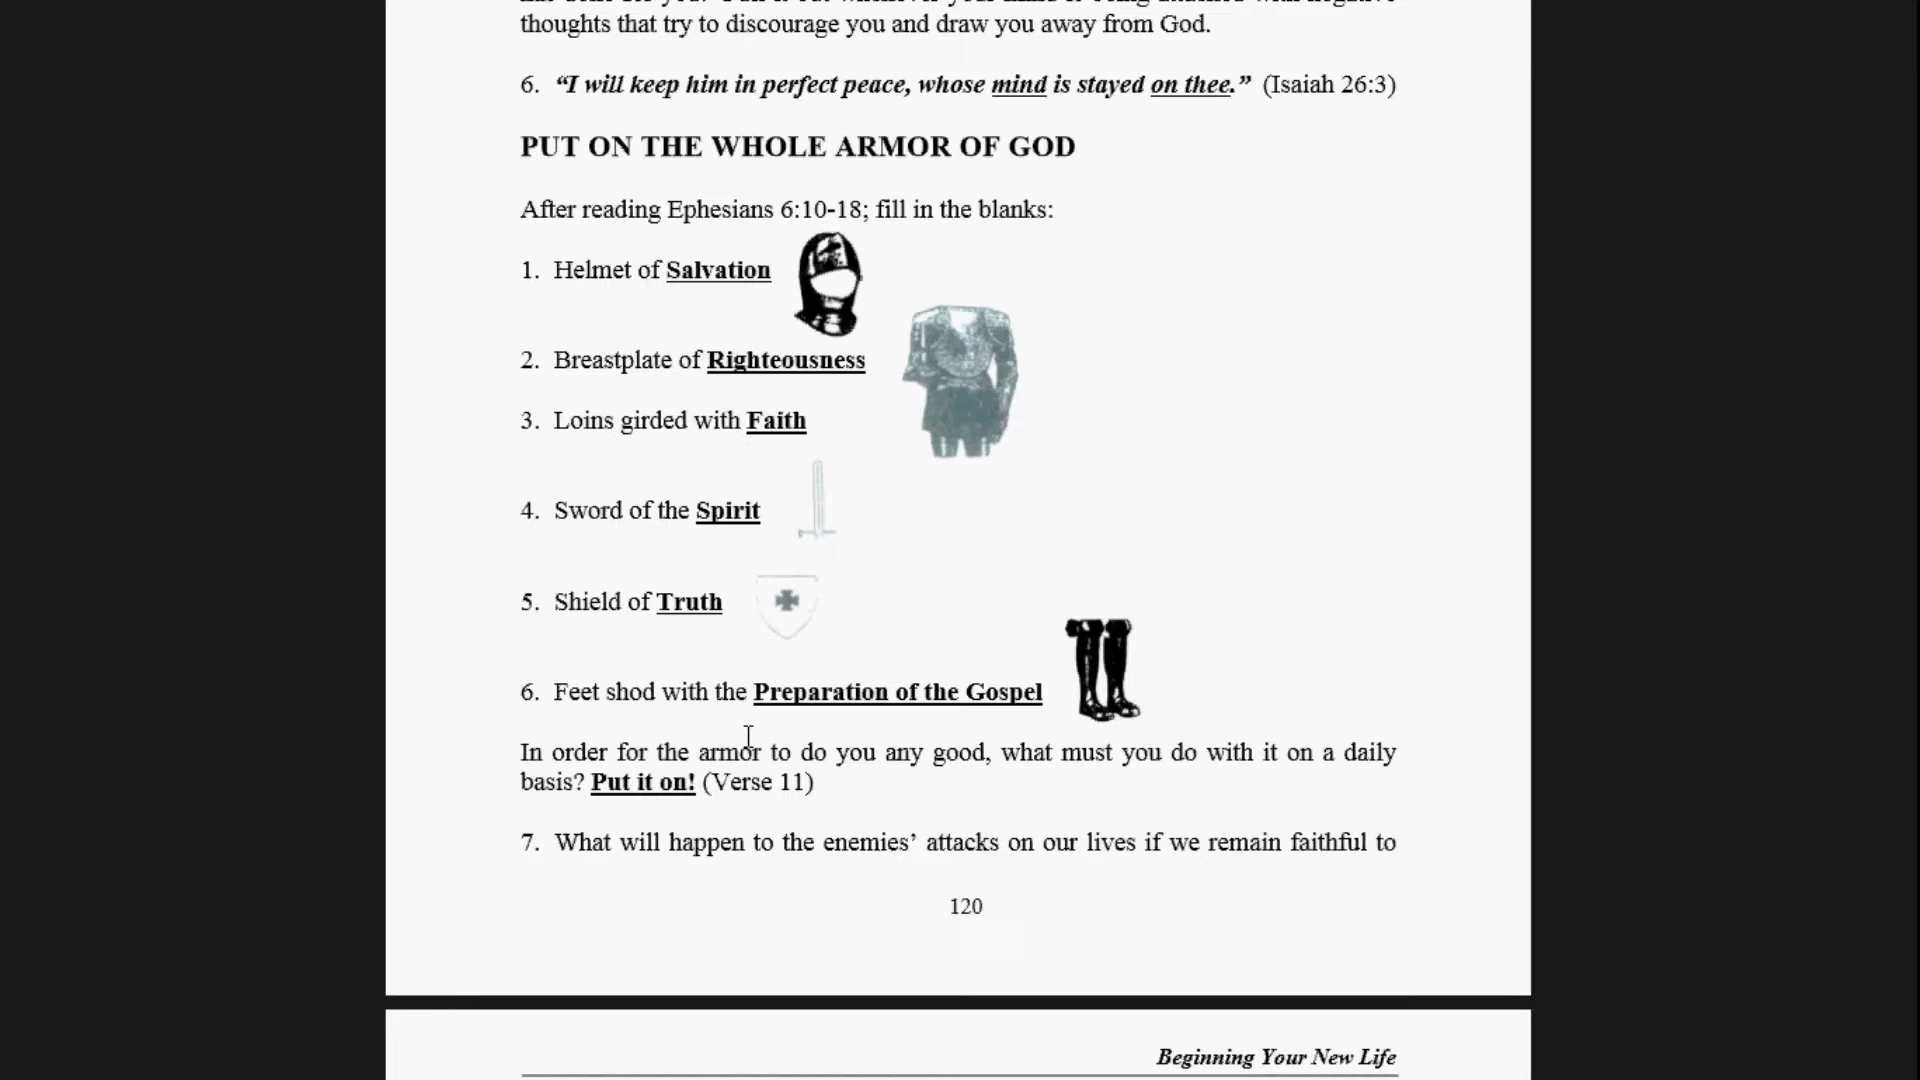 thoughts that try to discourage you and draw you away from God.
6. “I will keep him in perfect peace, whose mind is stayed on thee.” (Isaiah 26:3)
PUT ON THE WHOLE ARMOR OF GOD
After reading Ephesians 6:10-18; fill in the blanks:
1. Helmet of Salvation
2. Breastplate of Righteousness
3. Loins girded with Faith
4. Sword of the Spirit
5. Shield of Truth
6. Feet shod with the Preparation of the Gospel
In order for the armor to do you any good, what must you do with it on a daily
basis? Put it on! (Verse 11)
7. What will happen to the enemies’ attacks on our lives if we remain faithful to
120
Beginning Your New Life